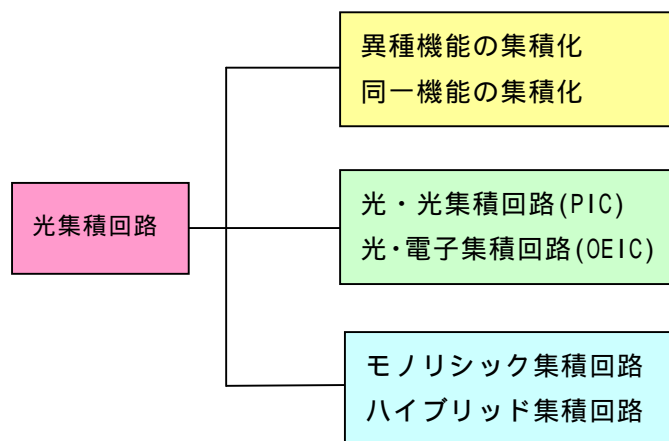 異種機能の集積化
同一機能の集積化
光集積回路
光・光集積回路(PIC)
光・電子集積回路(OEIC)
モノリシック集積回路
ハイブリッド集積回路